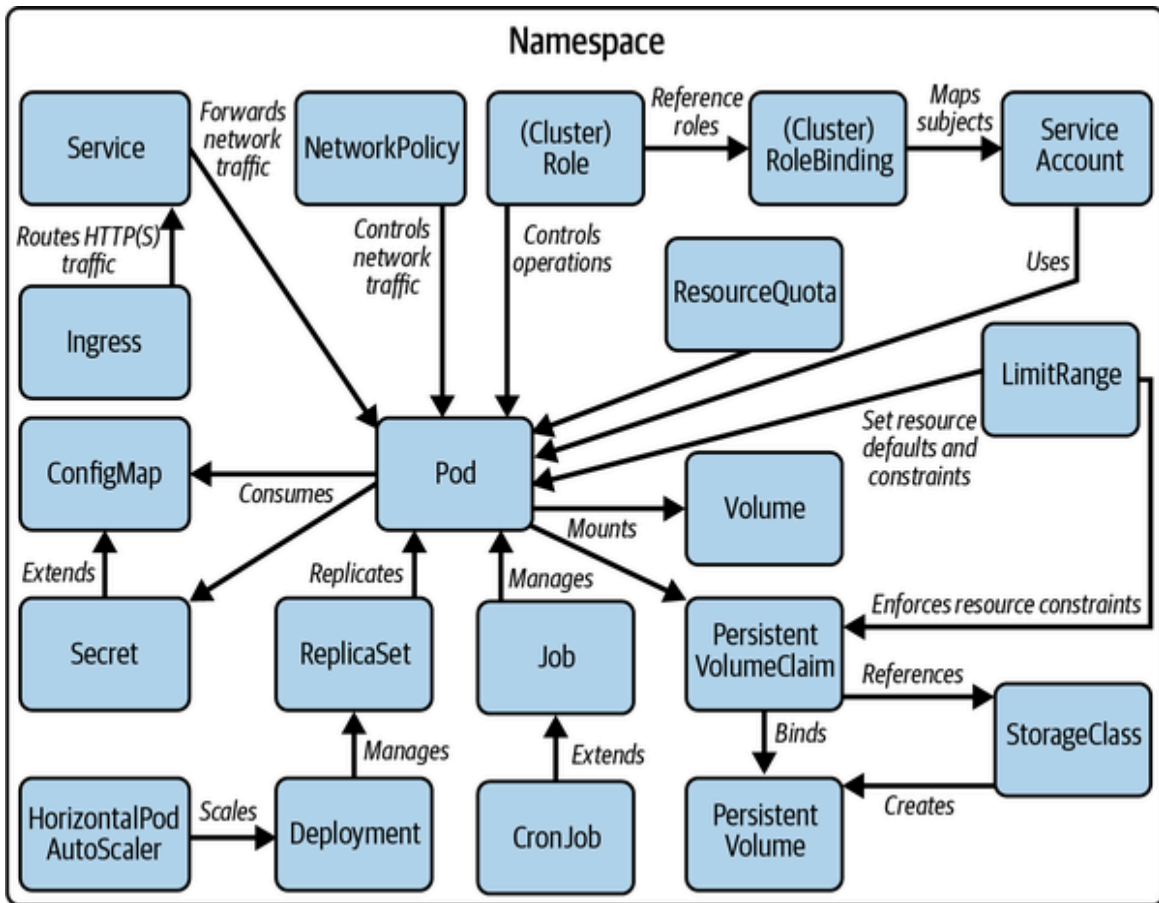 Namespace
Service
Forwards
network
traffic
NetworkPolicy
(Cluster)
Role
Reference
roles
(Cluster)
RoleBinding
Maps
subjects
Service
Account
Routes HTTP(S)
traffic
Controls
network
traffic
Controls
operations
Uses
ResourceQuota
Ingress
LimitRange
Set resource
defaults and
constraints
ConfigMap
Consumes
Pod
Mounts
Volume
Extends
Replicates
Manages
Enforces resource constraints
Secret
ReplicaSet
Job
Persistent
VolumeClaim
References
StorageClass
Manages
Extends
Binds
Creates
HorizontalPod
AutoScaler
Scales
Deployment
CronJob
Persistent
Volume